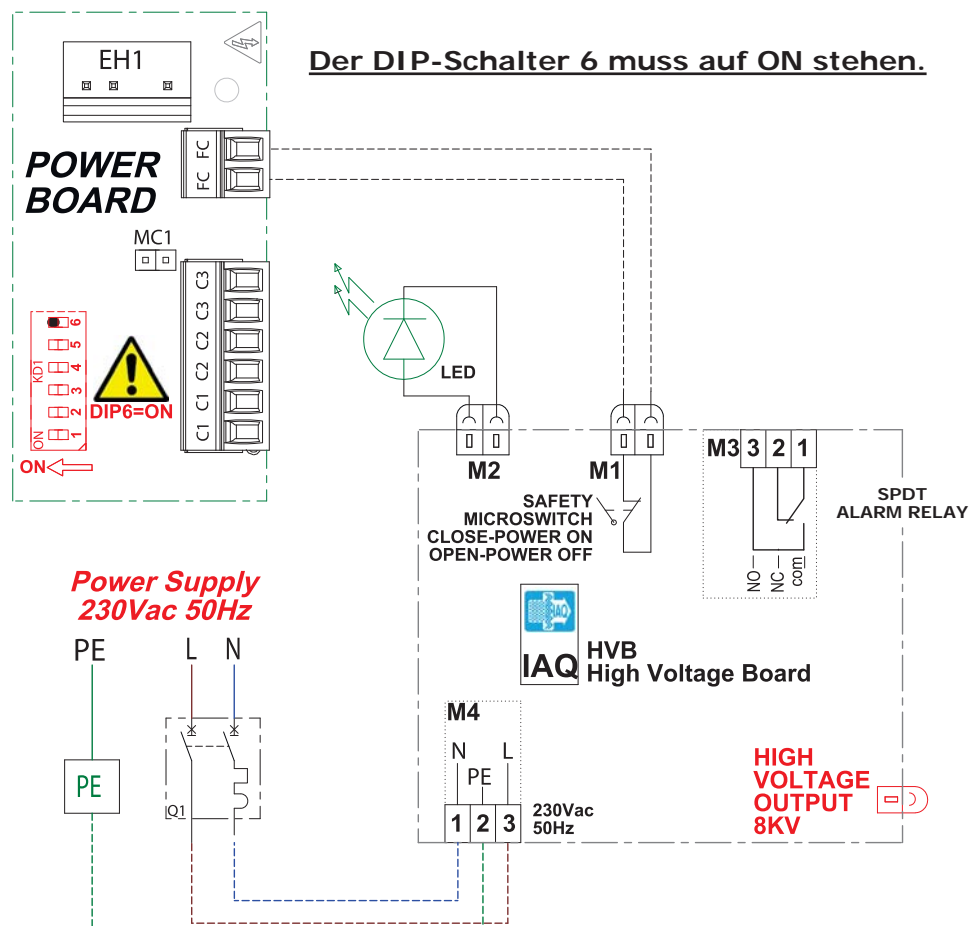 EH1
Der DIP-Schalter 6 muss auf ON stehen.
POWER
BOARD
FC
FC
MC1
C3
C3
C2
C2
C1
C1
KD1
6
5
4
3
2
1
ON
DIP6=ON
ON
LED
M2
M1
M3 3 2 1
SAFETY
MICROSWITCH
CLOSE-POWER ON
OPEN-POWER OFF
SPDT
ALARM RELAY
NO
NC
com
Power Supply
230Vac 50Hz
PE L N
PE
Q1
IAQ
IAQ
HVB
High Voltage Board
M4
N L
PE
1 2 3
230Vac
50Hz
HIGH
VOLTAGE
OUTPUT
8KV